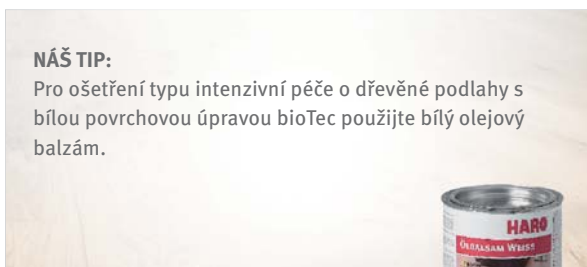 NÁŠ TIP:
Pro ošetření typu intenzivní péče o dřevěné podlahy s
bílou povrchovou úpravou bioTec použijte bílý olejový
balzám.
HARO
ÖLBALSAM WEISS